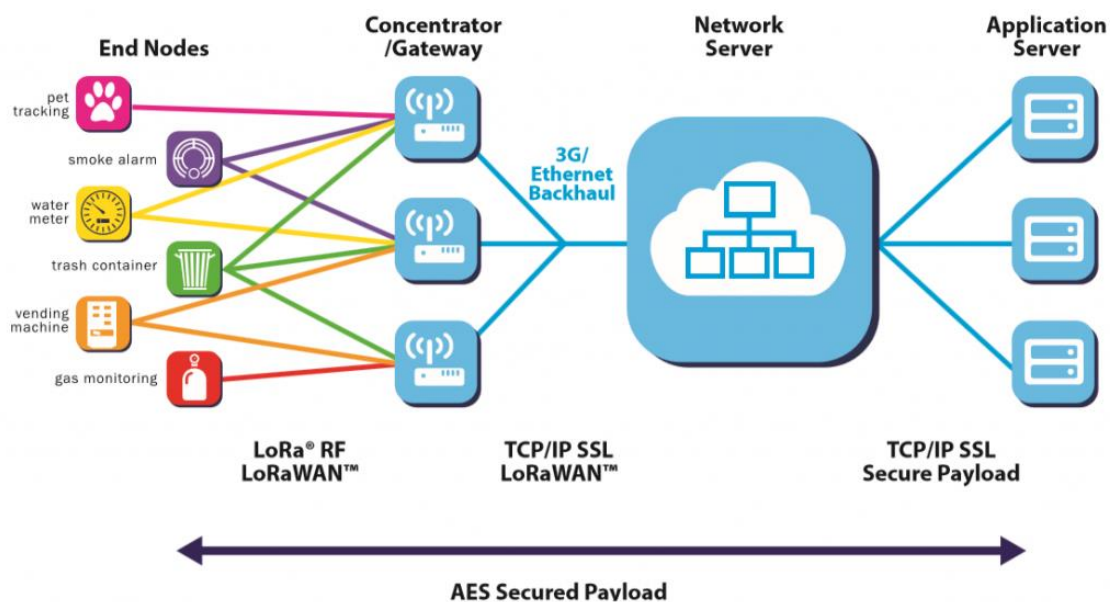 End Nodes
Concentrator
/Gateway
Network
Server
Application
Server
pet
tracking
smoke alarm
water
meter
trash container
vending
machine
gas monitoring
3G/
Ethernet
Backhaul
LoRa® RF
LoRaWAN™
TCP/IP SSL
LoRaWAN™
TCP/IP SSL
Secure Payload
AES Secured Payload